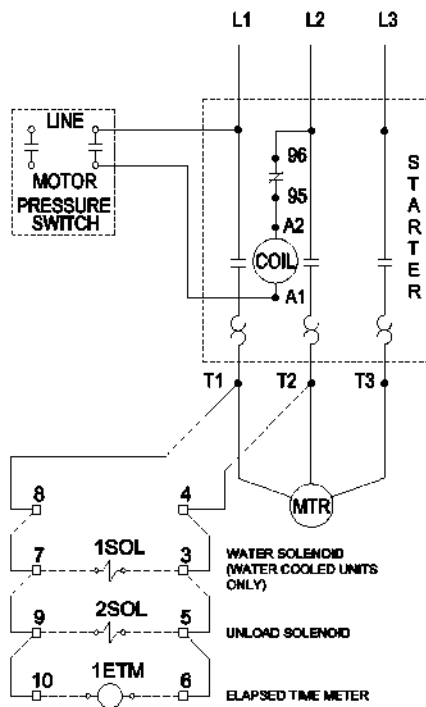 L1 L2 L3
LINE
MOTOR
PRESSURE
SWITCH
96
95
A2
COIL
A1
STARTER
T1 T2 T3
MTR
8 4
7 1SOL 3
WATER SOLENOID
(WATER COOLED UNITS
ONLY)
9 2SOL 5
UNLOAD SOLENOID
10 1ETM 6
ELAPSED TIME METER